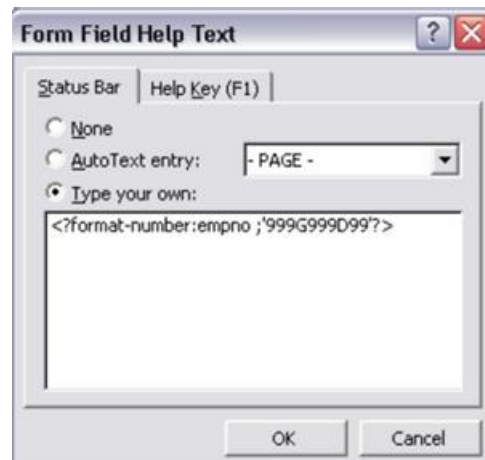 Form Field Help Text
Status Bar
Help Key (F1)
None
AutoText entry:
- PAGE -
Type your own:
<?format-number:empno ;'999G999D99'?>
OK
Cancel